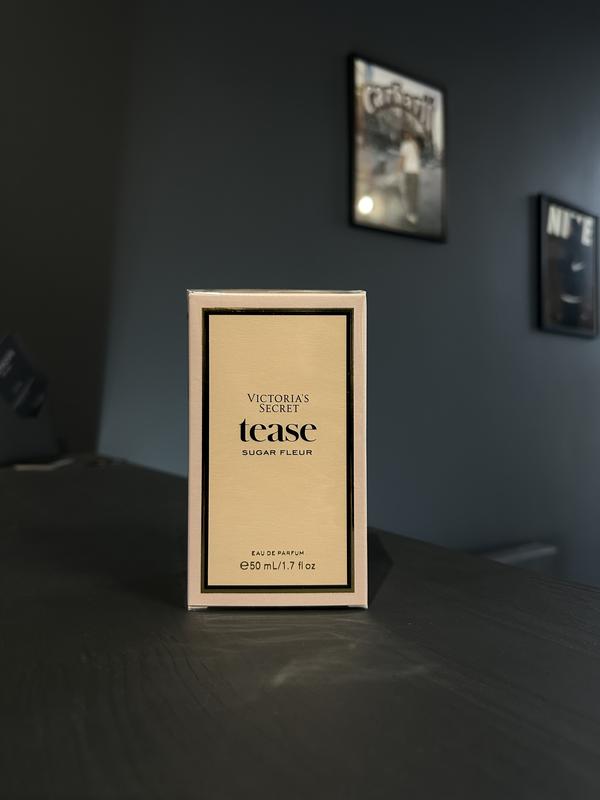 VICTORIA'S
SECRET
tease
SUGAR FLEUR
EAU DE PARFUM
℮50 mL/1.7 fl oz